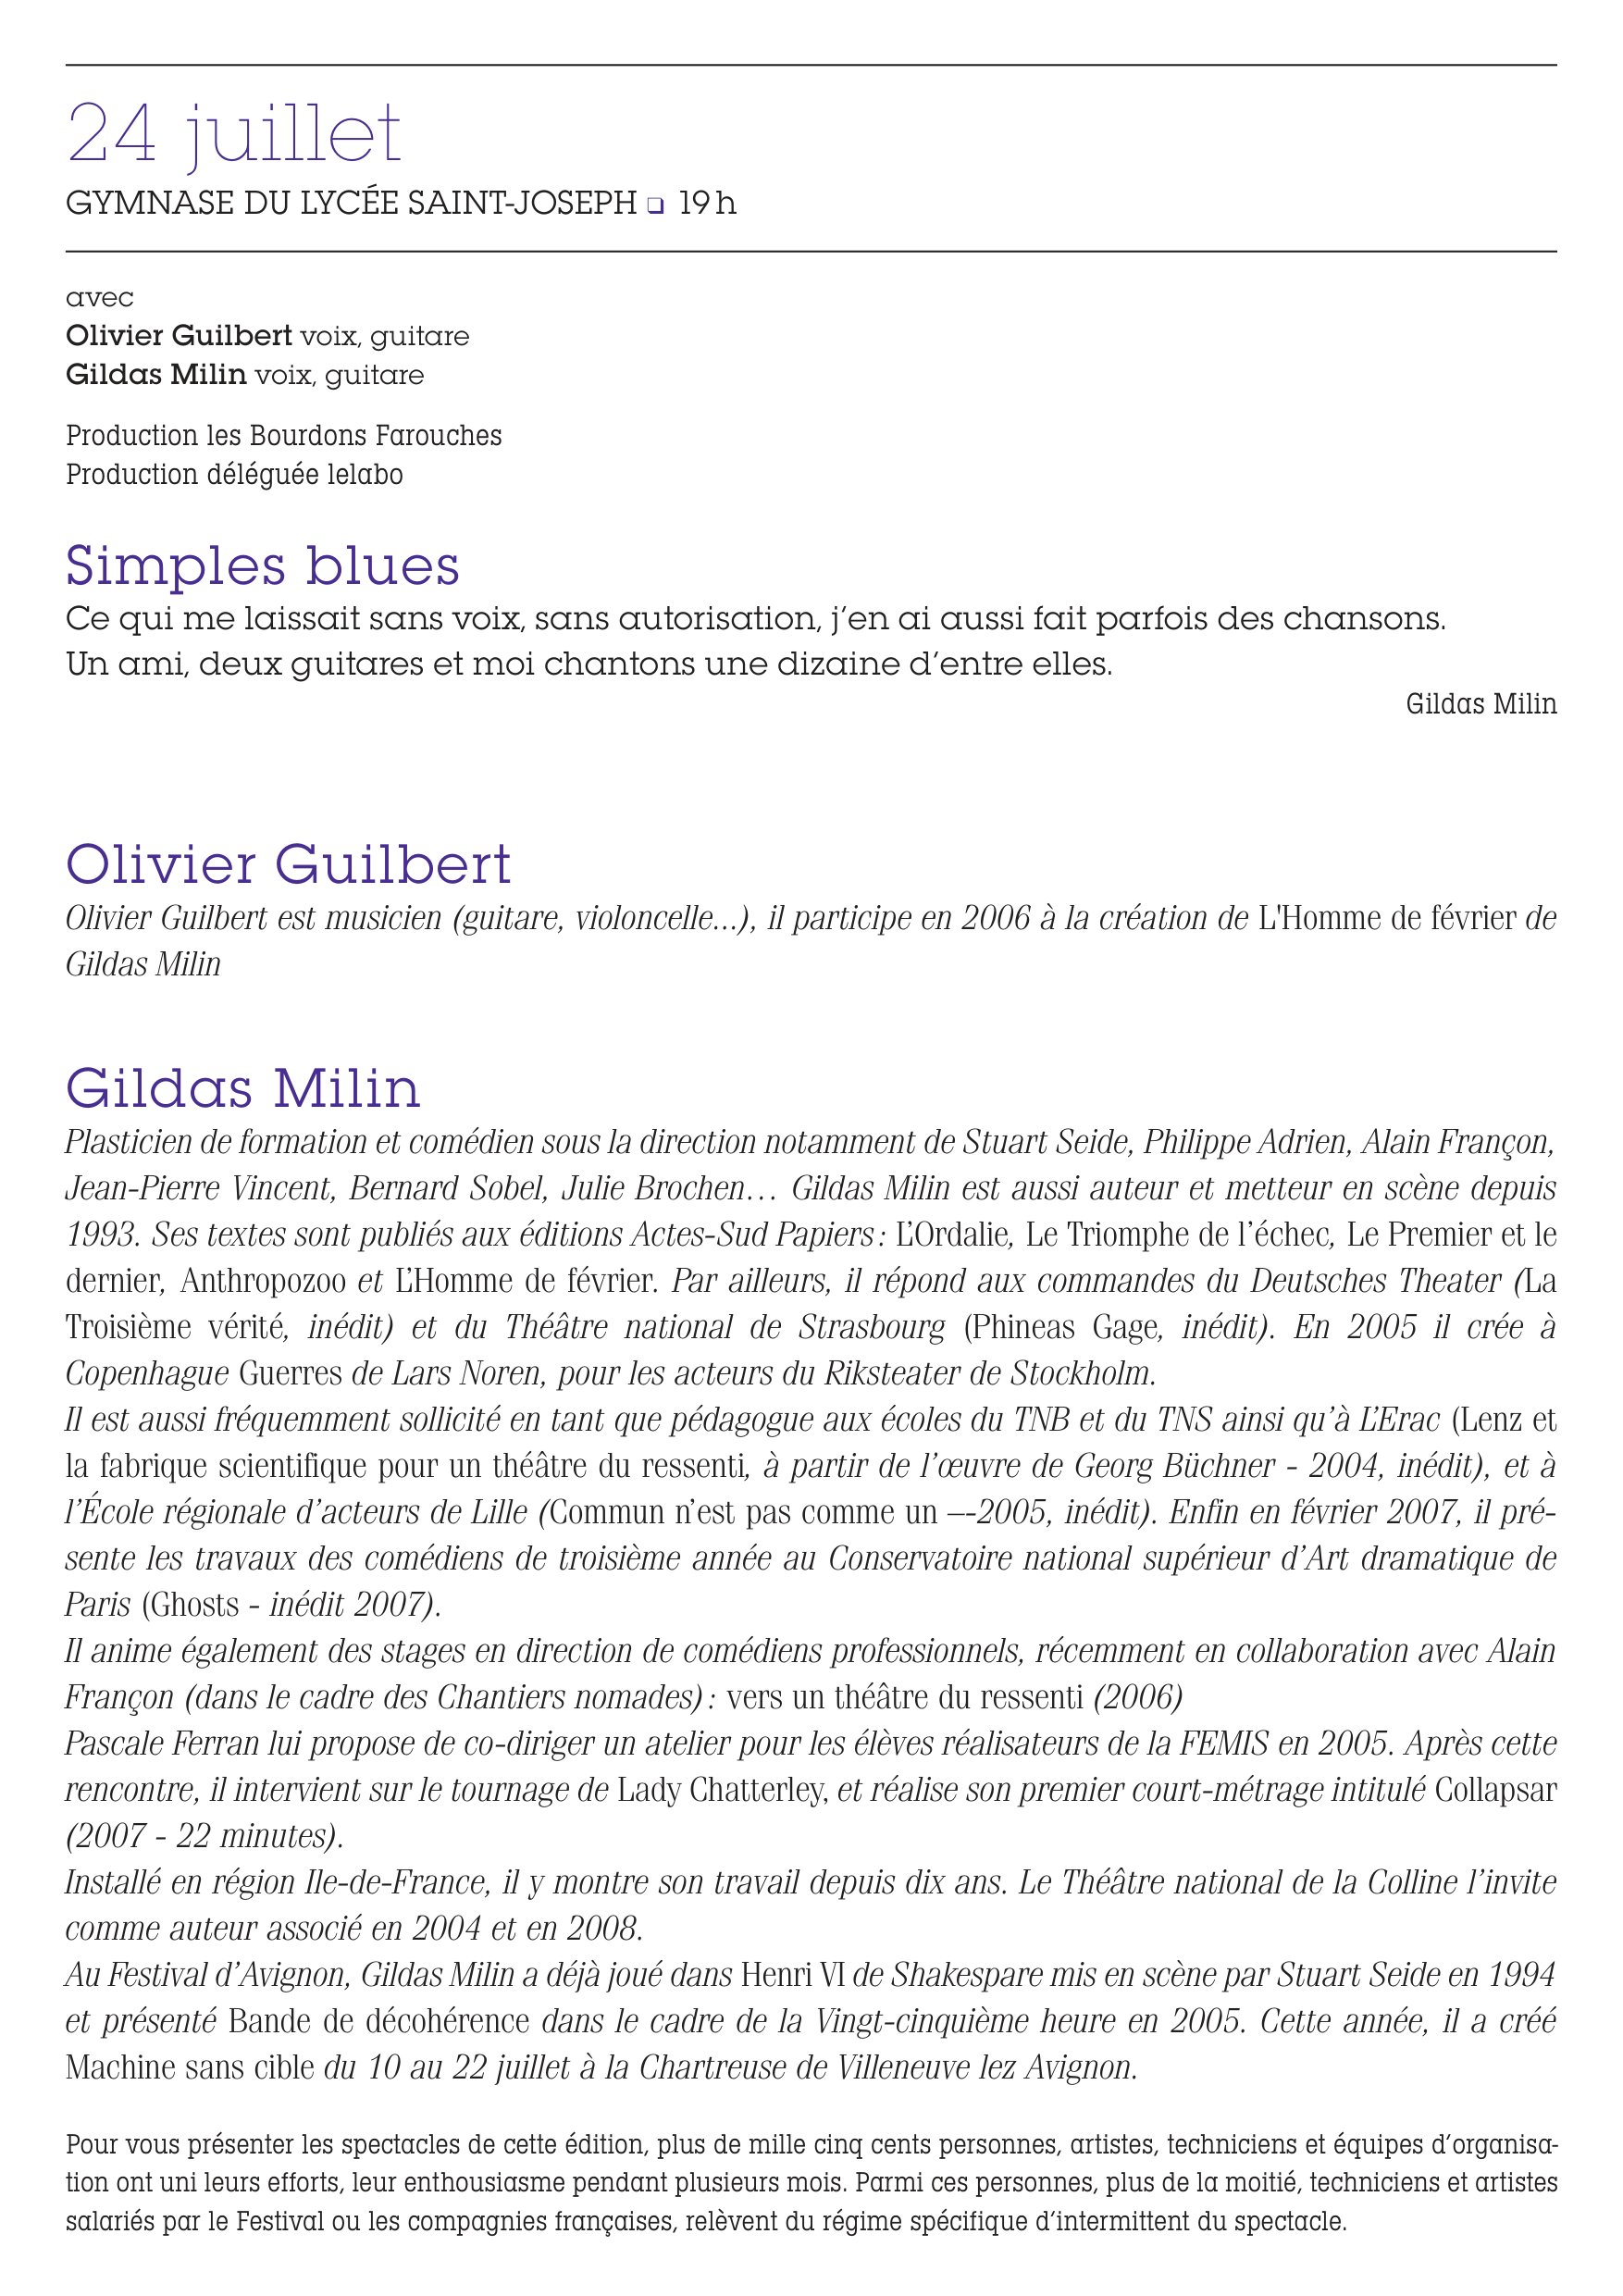 24 juillet
GYMNASE DU LYCÉE SAINT-JOSEPH ❑ 19 h
avec
Olivier Guilbert voix, guitare
Gildas Milin voix, guitare
Production les Bourdons Farouches
Production déléguée lelabo
Simples blues
Ce qui me laissait sans voix, sans autorisation, j’en ai aussi fait parfois des chansons.
Un ami, deux guitares et moi chantons une dizaine d’entre elles.
Gildas Milin
Olivier Guilbert
Olivier Guilbert est musicien (guitare, violoncelle...), il participe en 2006 à la création de L'Homme de février de
Gildas Milin
Gildas Milin
Plasticien de formation et comédien sous la direction notamment de Stuart Seide, Philippe Adrien, Alain Françon,
Jean-Pierre Vincent, Bernard Sobel, Julie Brochen… Gildas Milin est aussi auteur et metteur en scène depuis
1993. Ses textes sont publiés aux éditions Actes-Sud Papiers : L’Ordalie, Le Triomphe de l’échec, Le Premier et le
dernier, Anthropozoo et L’Homme de février. Par ailleurs, il répond aux commandes du Deutsches Theater (La
Troisième vérité, inédit) et du Théâtre national de Strasbourg (Phineas Gage, inédit). En 2005 il crée à
Copenhague Guerres de Lars Noren, pour les acteurs du Riksteater de Stockholm.
Il est aussi fréquemment sollicité en tant que pédagogue aux écoles du TNB et du TNS ainsi qu’à L’Erac (Lenz et
la fabrique scientifique pour un théâtre du ressenti, à partir de l’œuvre de Georg Büchner - 2004, inédit), et à
l’École régionale d’acteurs de Lille (Commun n’est pas comme un –-2005, inédit). Enfin en février 2007, il pré-
sente les travaux des comédiens de troisième année au Conservatoire national supérieur d’Art dramatique de
Paris (Ghosts - inédit 2007).
Il anime également des stages en direction de comédiens professionnels, récemment en collaboration avec Alain
Françon (dans le cadre des Chantiers nomades) : vers un théâtre du ressenti (2006)
Pascale Ferran lui propose de co-diriger un atelier pour les élèves réalisateurs de la FEMIS en 2005. Après cette
rencontre, il intervient sur le tournage de Lady Chatterley, et réalise son premier court-métrage intitulé Collapsar
(2007 - 22 minutes).
Installé en région Ile-de-France, il y montre son travail depuis dix ans. Le Théâtre national de la Colline l’invite
comme auteur associé en 2004 et en 2008.
Au Festival d’Avignon, Gildas Milin a déjà joué dans Henri VI de Shakespare mis en scène par Stuart Seide en 1994
et présenté Bande de décohérence dans le cadre de la Vingt-cinquième heure en 2005. Cette année, il a créé
Machine sans cible du 10 au 22 juillet à la Chartreuse de Villeneuve lez Avignon.
Pour vous présenter les spectacles de cette édition, plus de mille cinq cents personnes, artistes, techniciens et équipes d’organisa-
tion ont uni leurs efforts, leur enthousiasme pendant plusieurs mois. Parmi ces personnes, plus de la moitié, techniciens et artistes
salariés par le Festival ou les compagnies françaises, relèvent du régime spécifique d’intermittent du spectacle.